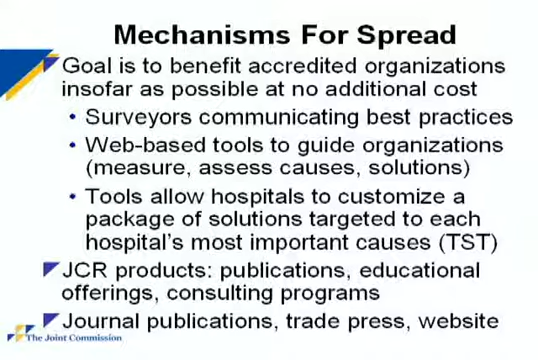 Mechanisms For Spread
Goal is to benefit accredited organizations
insofar as possible at no additional cost
• Surveyors communicating best practices
• Web-based tools to guide organizations
(measure, assess causes, solutions)
• Tools allow hospitals to customize a
package of solutions targeted to each
hospital's most important causes (TST)
JCR products: publications, educational
offerings, consulting programs
Journal publications, trade press, website
The Joint Commission